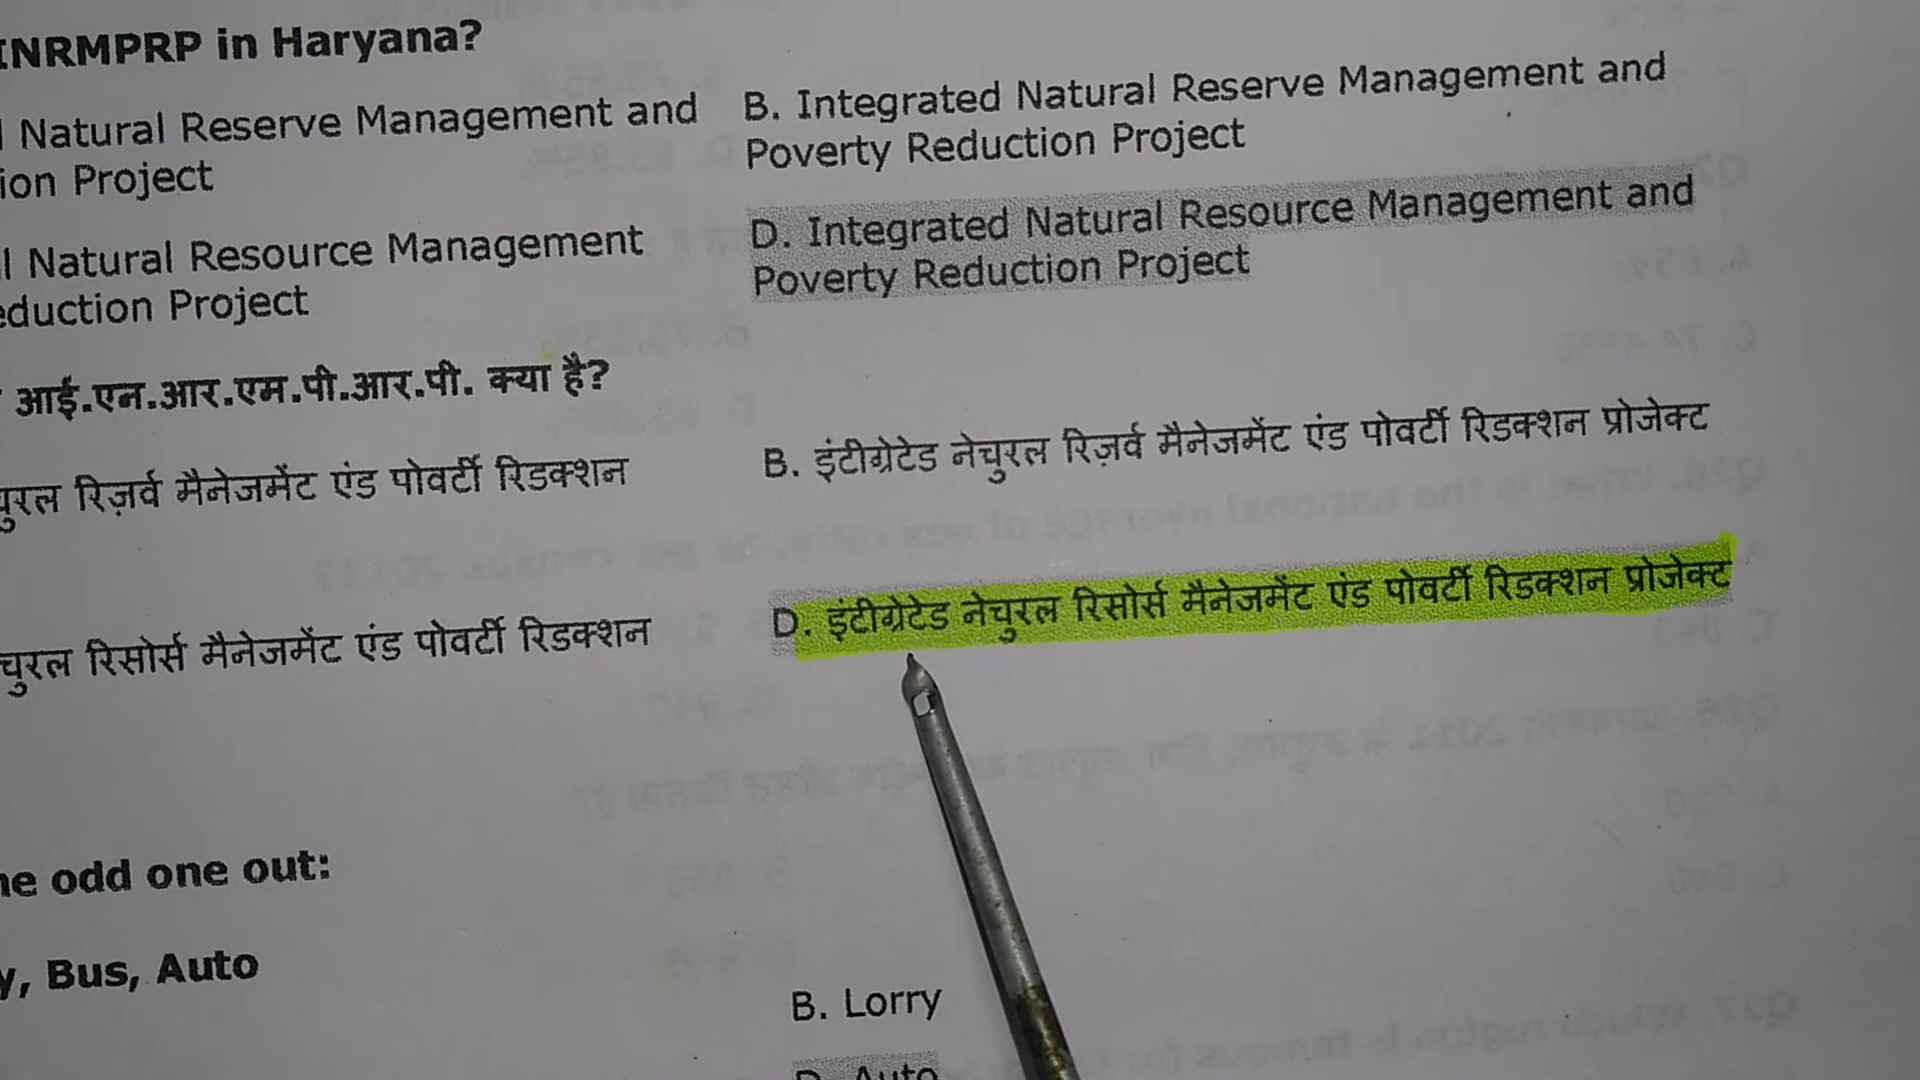 INRMPRP in Haryana?
Natural Reserve Management and
ion Project
B. Integrated Natural Reserve Management and
Poverty Reduction Project
l Natural Resource Management
eduction Project
D. Integrated Natural Resource Management and
Poverty Reduction Project
आई.एन.आर.एम.पी.आर.पी. क्या है?
चुरल रिज़र्व मैनेजमेंट एंड पोवर्टी रिडक्शन
B. इंटीग्रेटेड नेचुरल रिज़र्व मैनेजमेंट एंड पोवर्टी रिडक्शन प्रोजेक्ट
चुरल रिसोर्स मैनेजमेंट एंड पोवर्टी रिडक्शन
D. इंटीग्रेटेड नेचुरल रिसोर्स मैनेजमेंट एंड पोवर्टी रिडक्शन प्रोजेक्ट
he odd one out:
y, Bus, Auto
B. Lorry
D. Auto